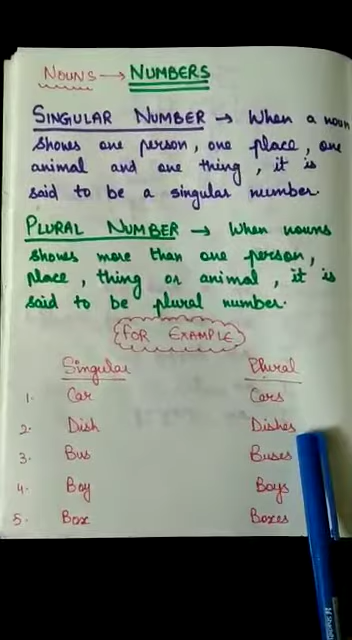 NOUNS → NUMBERS
SINGULAR NUMBER → When a noun
shows one person, one place, one
animal and one thing, it is
said to be a singular number.
PLURAL NUMBER → When nouns
shows more than one person,
place, thing or animal, it is
said to be plural number.
FOR EXAMPLE
Singular Plural
1. Car Cars
2. Dish Dishes
3. Bus Buses
4. Boy Boys
5. Box Boxes